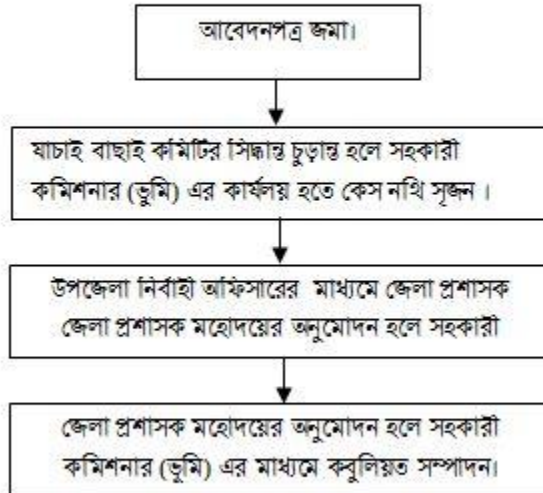 আবেদনপত্র জমা।
যাচাই বাছাই কমিটির সিদ্ধান্ত চুড়ান্ত হলে সহকারী
কমিশনার (ভুমি) এর কার্যলয় হতে কেস নথি সৃজন ।
উপজেলা নির্বাহী অফিসারের মাধ্যমে জেলা প্রশাসক
জেলা প্রশাসক মহোদয়ের অনুমোদন হলে সহকারী
জেলা প্রশাসক মহোদয়ের অনুমোদন হলে সহকারী
কমিশনার (ভূমি) এর মাধ্যমে কবুলিয়ত সম্পাদন।